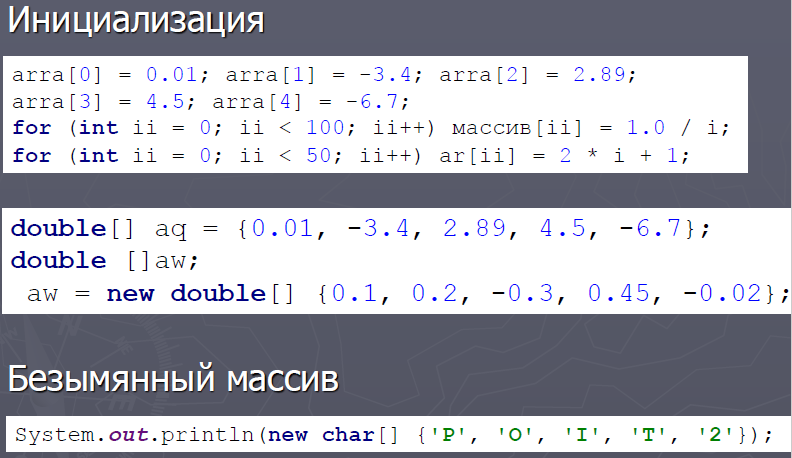 Инициализация
arra[0] = 0.01; arra[1] = -3.4; arra[2] = 2.89;
arra[3] = 4.5; arra[4] = -6.7;
for (int ii = 0; ii < 100; ii++) массив[ii] = 1.0 / i;
for (int ii = 0; ii < 50; ii++) ar[ii] = 2 * i + 1;
double[] aq = {0.01, -3.4, 2.89, 4.5, -6.7};
double []aw;
aw = new double[] {0.1, 0.2, -0.3, 0.45, -0.02};
Безымянный массив
System.out.println(new char[] {'P', 'O', 'I', 'T', '2'});